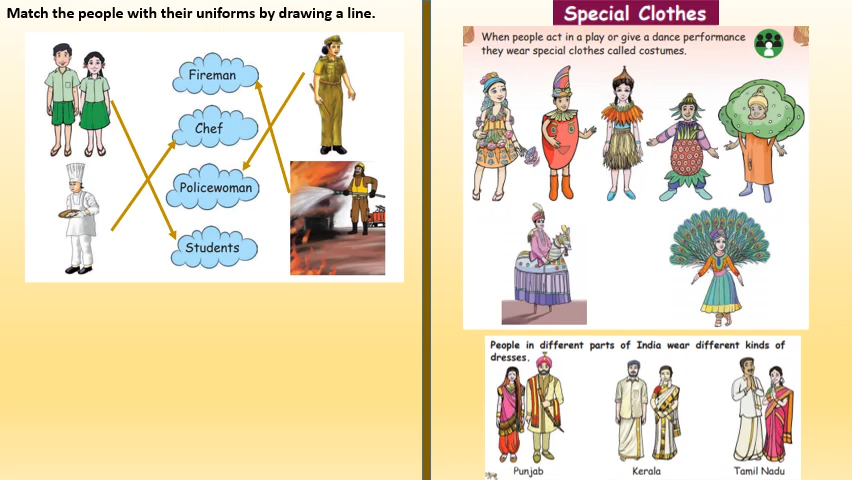 Match the people with their uniforms by drawing a line.
Fireman
Chef
Policewoman
Students
Special Clothes
When people act in a play or give a dance performance
they wear special clothes called costumes.
People in different parts of India wear different kinds of
dresses.
Punjab
Kerala
Tamil Nadu